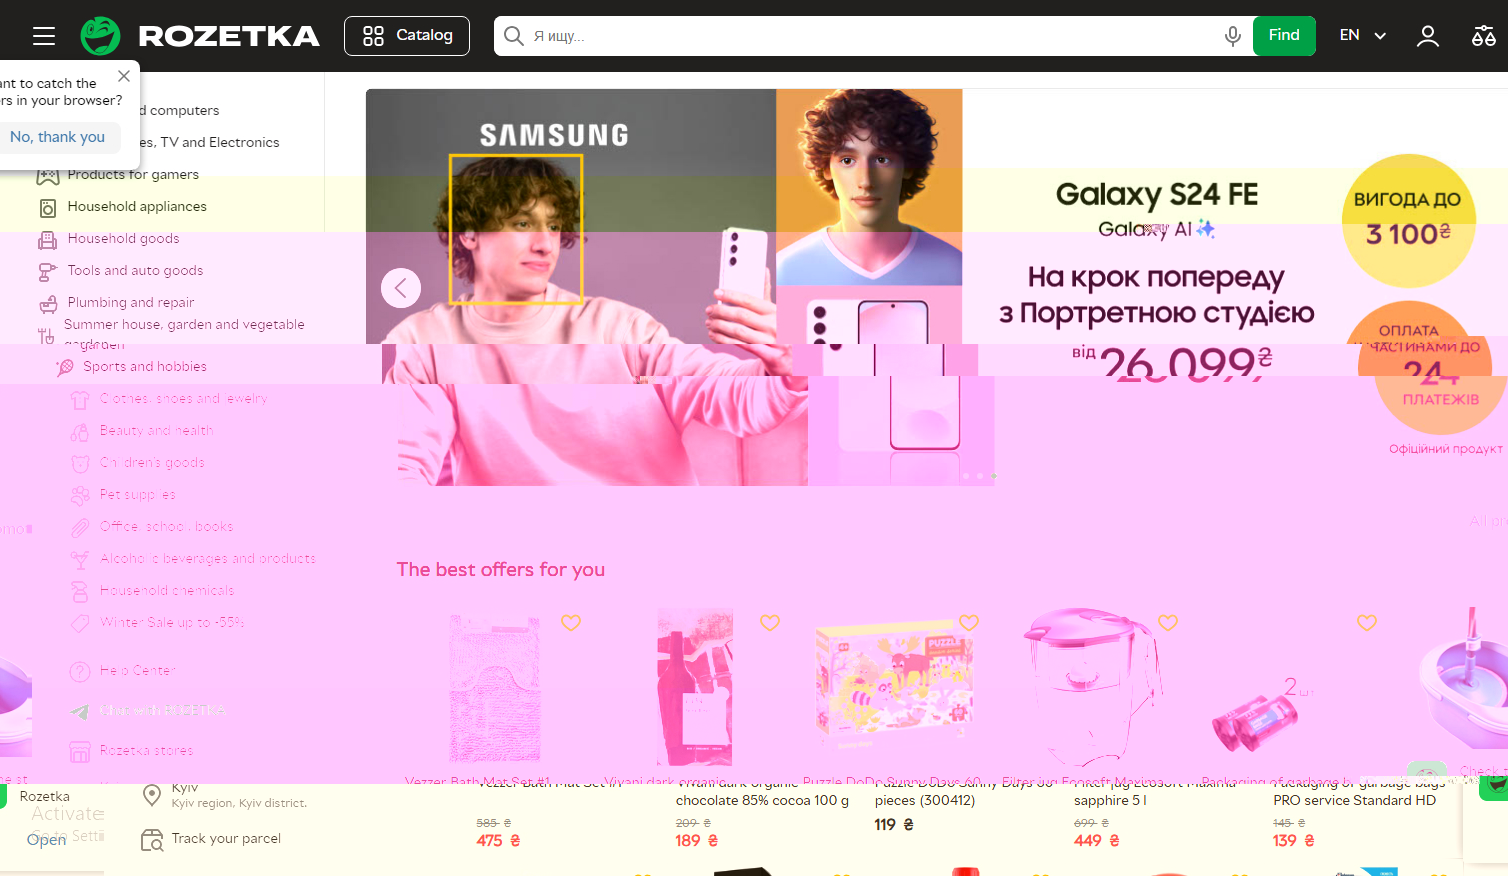 ROZETKA
Catalog
Я ищу...
Find
EN
ant to catch the
rs in your browser?
No, thank you
d computers
es, TV and Electronics
Products for gamers
Household appliances
Household goods
Tools and auto goods
Plumbing and repair
Summer house, garden and vegetable
garden
Sports and hobbies
Clothes, shoes and jewelry
Beauty and health
Children's goods
Pet supplies
Office, school, books
Alcoholic beverages and products
Household chemicals
Winter Sale up to -55%
Help Center
Chat with ROZETKA
Rozetka stores
Kyiv
Kyiv region, Kyiv district.
Track your parcel
Rozetka
Activate
Go to Setti
Open
SAMSUNG
Galaxy S24 FE
Galaxy AI
На крок попереду
з Портретною студією
від 26 099₴
ВИГОДА ДО
3 100₴
ОПЛАТА
ЧАСТИНАМИ ДО
24
ПЛАТЕЖІВ
Офіційний продукт
The best offers for you
PUZZLE
2 шт
Vezzer Bath Mat Set #1
585 ₴
475 ₴
Vivani dark organic
chocolate 85% cocoa 100 g
209 ₴
189 ₴
Puzzle DoDo Sunny Days 60
pieces (300412)
119 ₴
Filter jug Ecosoft Maxima
sapphire 5 l
699 ₴
449 ₴
Packaging of garbage bags
PRO service Standard HD
145 ₴
139 ₴